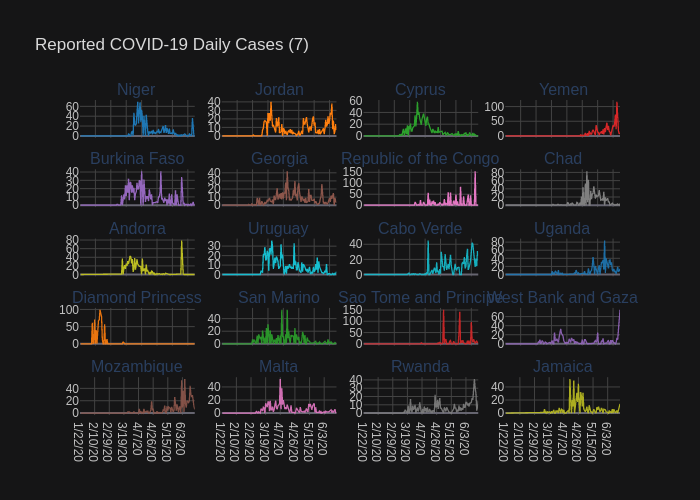 Reported COVID-19 Daily Cases (7)
Niger Jordan Cyprus Yemen
60 40 20 0
40 30 20 10 0
60 40 20 0
100 50 0
Burkina Faso Georgia Republic of the Congo Chad
40 30 20 10 0
40 20 0
150 100 50 0
80 60 40 20 0
Andorra Uruguay Cabo Verde Uganda
80 60 40 20 0
30 20 10 0
40 20 0
80 60 40 20 0
Diamond Princess San Marino Sao Tome and Principe West Bank and Gaza
100 50 0
40 20 0
150 100 50 0
60 40 20 0
Mozambique Malta Rwanda Jamaica
40 20 0
40 20 0
40 30 20 10 0
40 20 0
1/22/20 2/10/20 2/29/20 3/19/20 4/7/20 4/26/20 5/15/20 6/3/20
1/22/20 2/10/20 2/29/20 3/19/20 4/7/20 4/26/20 5/15/20 6/3/20
1/22/20 2/10/20 2/29/20 3/19/20 4/7/20 4/26/20 5/15/20 6/3/20
1/22/20 2/10/20 2/29/20 3/19/20 4/7/20 4/26/20 5/15/20 6/3/20